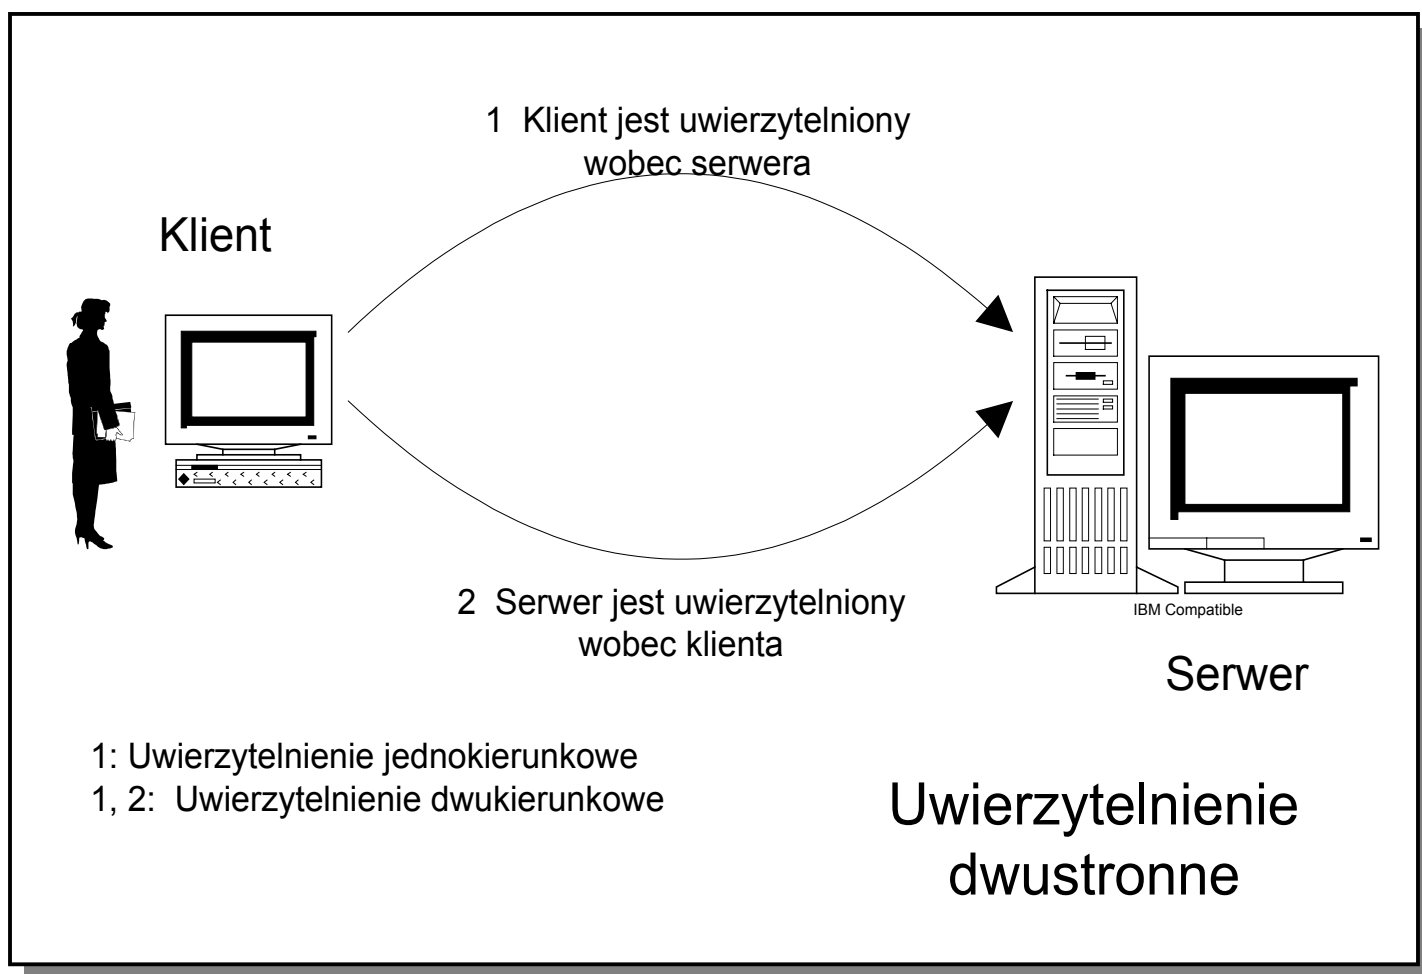 1 Klient jest uwierzytelniony
wobec serwera
Klient
2 Serwer jest uwierzytelniony
wobec klienta
IBM Compatible
Serwer
1: Uwierzytelnienie jednokierunkowe
1, 2: Uwierzytelnienie dwukierunkowe
Uwierzytelnienie
dwustronne